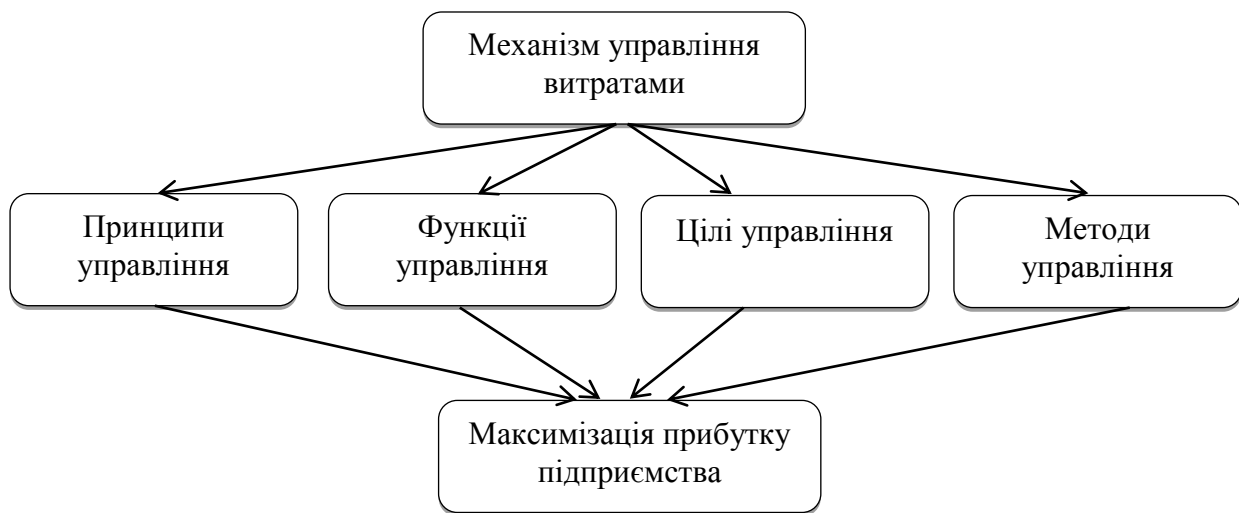 Механізм управління
витратами
Принципи
управління
Функції
управління
Цілі управління
Методи
управління
Максимізація прибутку
підприємства